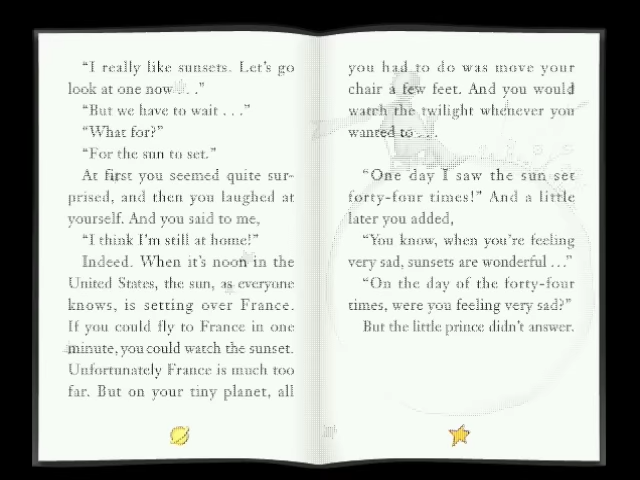 “I really like sunsets. Let’s go
look at one now . . .”
“But we have to wait . . .”
“What for?”
“For the sun to set.”
At first you seemed quite sur-
prised, and then you laughed at
yourself. And you said to me,
“I think I’m still at home!”
Indeed. When it’s noon in the
United States, the sun, as everyone
knows, is setting over France.
If you could fly to France in one
minute, you could watch the sunset.
Unfortunately France is much too
far. But on your tiny planet, all
you had to do was move your
chair a few feet. And you would
watch the twilight whenever you
wanted to . . .
“One day I saw the sun set
forty-four times!” And a little
later you added,
“You know, when you’re feeling
very sad, sunsets are wonderful ...”
“On the day of the forty-four
times, were you feeling very sad?”
But the little prince didn’t answer.